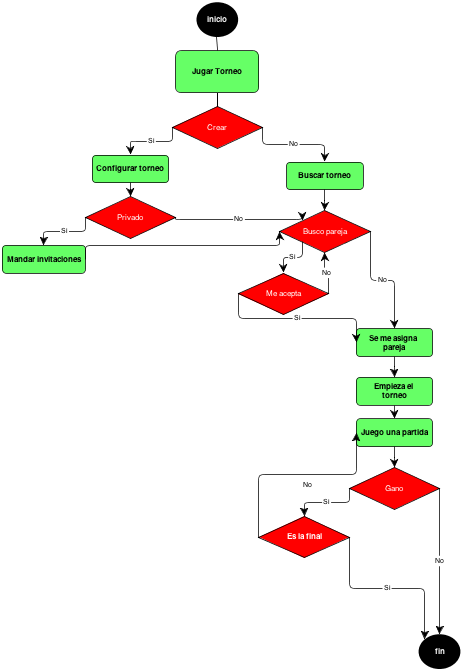 inicio
Jugar Torneo
Crear
Si
No
Configurar torneo
Buscar torneo
Privado
No
Busco pareja
Si
Mandar invitaciones
Si
No
No
Me acepta
Si
Se me asigna
pareja
Empieza el
torneo
Juego una partida
No
Gano
Si
Es la final
No
Si
fin